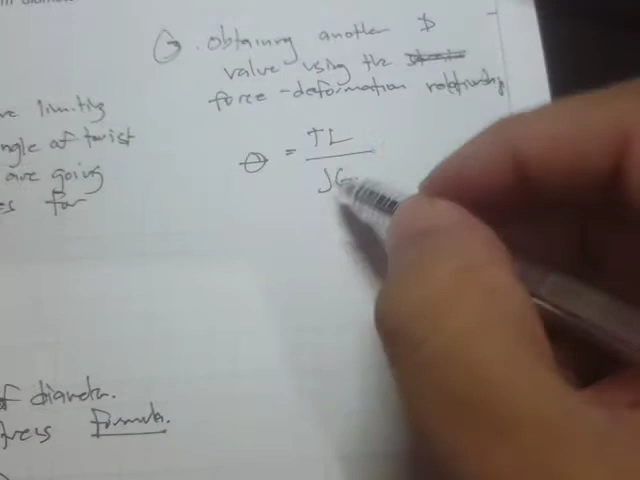 ③. obtaining another D
value using the
force-deformation relationship
θ = TL
JG
limiting
angle of twist
are going
for
of diameter.
stress formula.